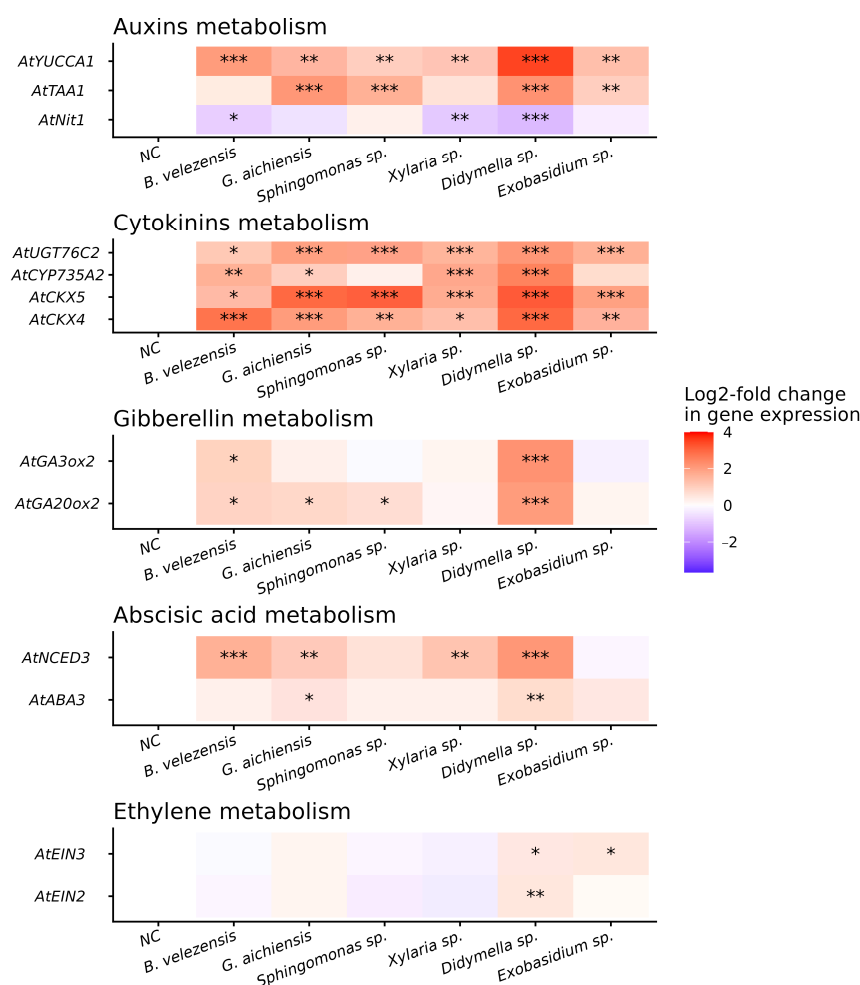 Auxins metabolism
AtYUCCA1 *** ** ** ** *** **
AtTAA1 *** *** *** **
AtNit1 * ** ***
NC B. velezensis G. aichiensis Sphingomonas sp. Xylaria sp. Didymella sp. Exobasidium sp.
Cytokinins metabolism
AtUGT76C2 * *** *** *** *** ***
AtCYP735A2 ** * *** ***
AtCKX5 * *** *** *** *** ***
AtCKX4 *** *** ** * *** **
NC B. velezensis G. aichiensis Sphingomonas sp. Xylaria sp. Didymella sp. Exobasidium sp.
Log2-fold change
in gene expression
4
2
0
−2
Gibberellin metabolism
AtGA3ox2 * ***
AtGA20ox2 * * * ***
NC B. velezensis G. aichiensis Sphingomonas sp. Xylaria sp. Didymella sp. Exobasidium sp.
Abscisic acid metabolism
AtNCED3 *** ** ** ***
AtABA3 * **
NC B. velezensis G. aichiensis Sphingomonas sp. Xylaria sp. Didymella sp. Exobasidium sp.
Ethylene metabolism
AtEIN3 * *
AtEIN2 **
NC B. velezensis G. aichiensis Sphingomonas sp. Xylaria sp. Didymella sp. Exobasidium sp.